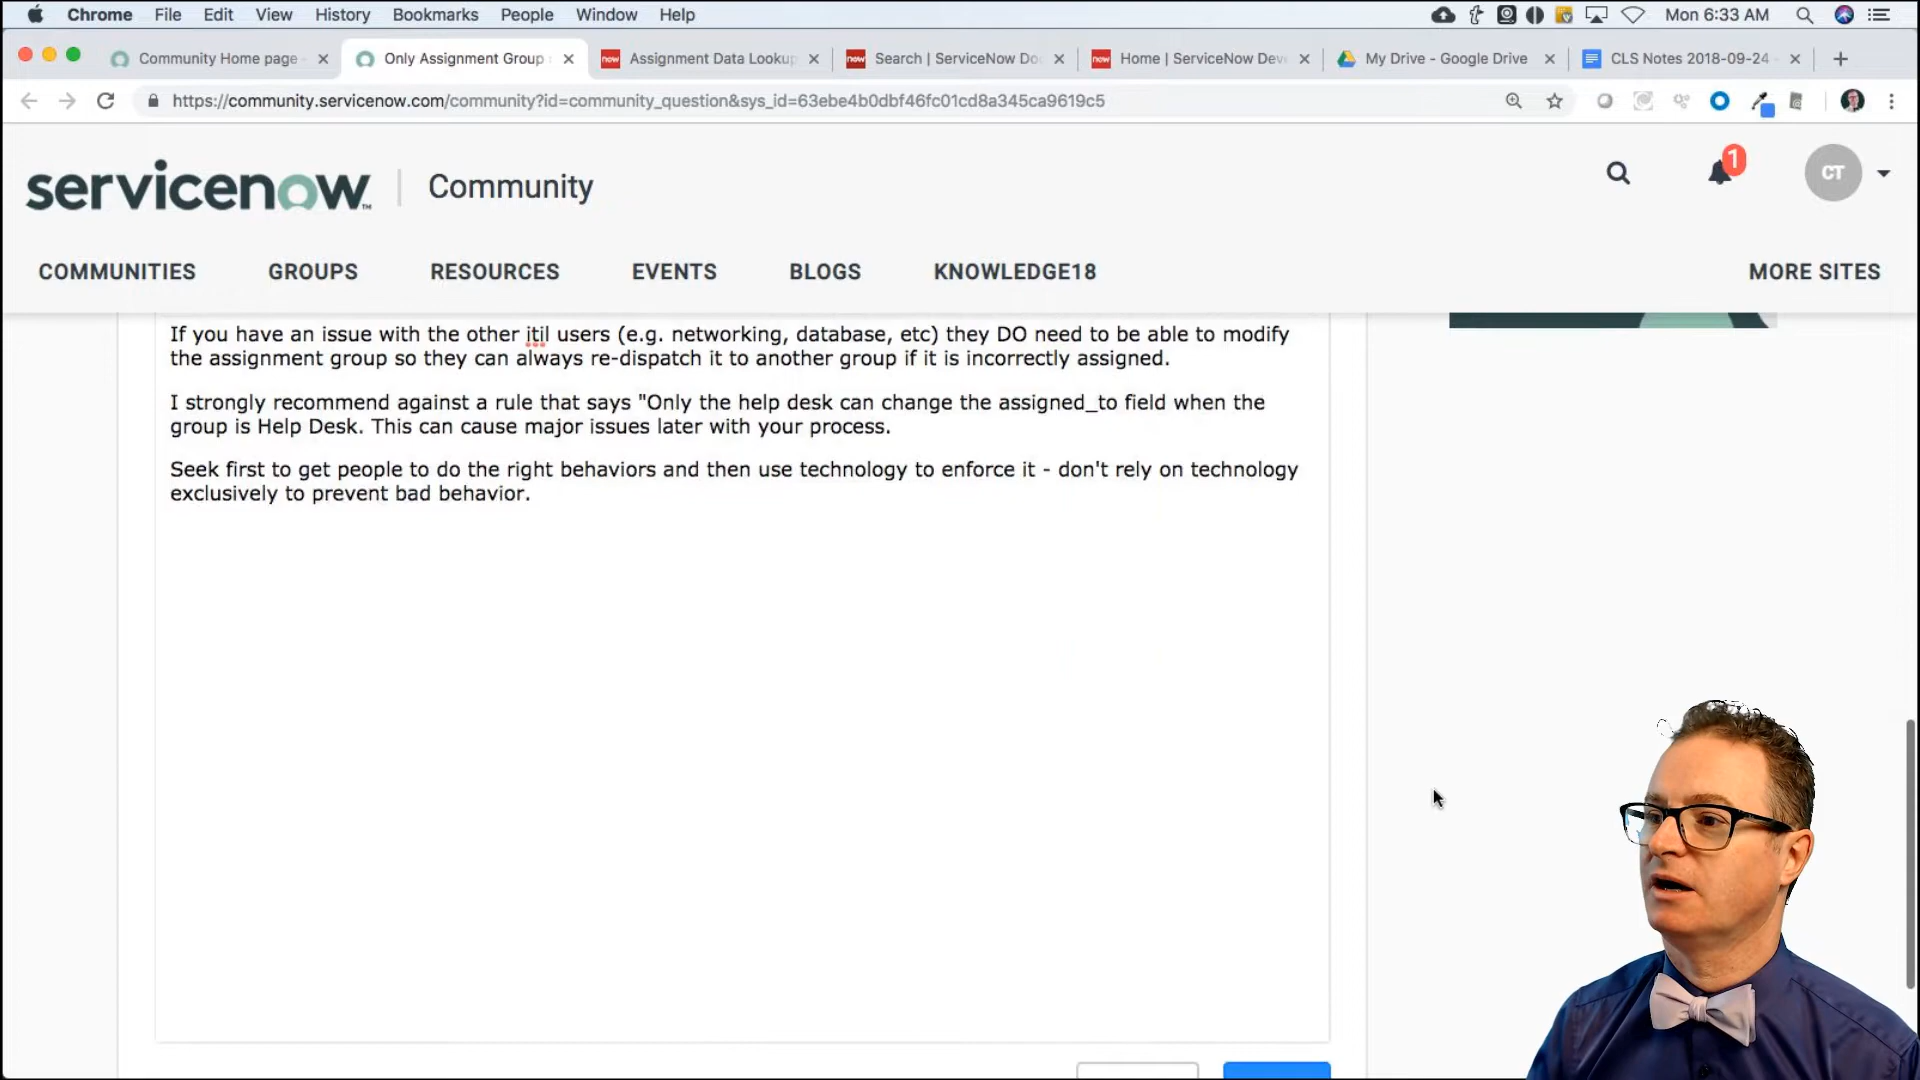 Chrome File Edit View History Bookmarks People Window Help Mon 6:33 AM
Community Home page - Only Assignment Group Assignment Data Lookup Search | ServiceNow Do Home | ServiceNow Dev My Drive - Google Drive CLS Notes 2018-09-24 -
https://community.servicenow.com/community?id=community_question&sys_id=63ebe4b0dbf46fc01cd8a345ca9619c5
servicenow™ Community 1 CT
COMMUNITIES GROUPS RESOURCES EVENTS BLOGS KNOWLEDGE18 MORE SITES
If you have an issue with the other itil users (e.g. networking, database, etc) they DO need to be able to modify
the assignment group so they can always re-dispatch it to another group if it is incorrectly assigned.
I strongly recommend against a rule that says "Only the help desk can change the assigned_to field when the
group is Help Desk. This can cause major issues later with your process.
Seek first to get people to do the right behaviors and then use technology to enforce it - don't rely on technology
exclusively to prevent bad behavior.